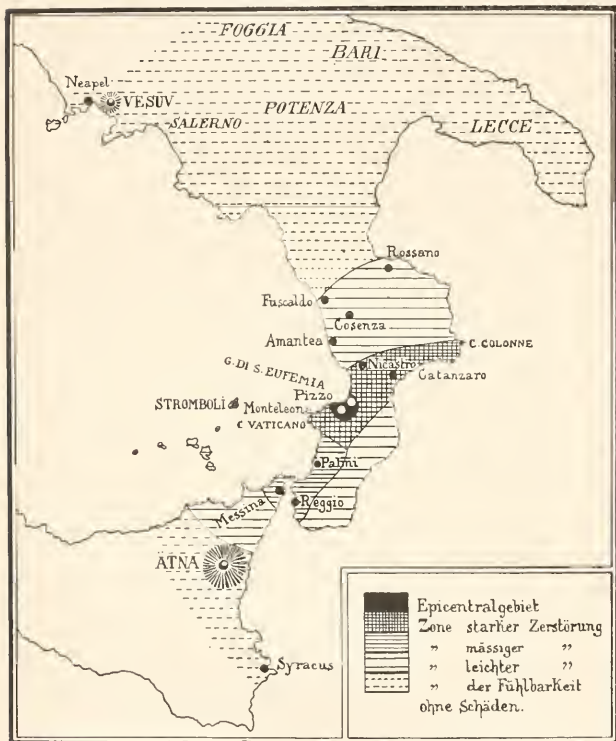 FOGGIA
BARI
Neapel
VESUV
POTENZA
SALERNO
LECCE
Rossano
Fuscaldo
Cosenza
Amantea
C. COLONNE
G. DI S. EUFEMIA
Nicastro
Catanzaro
Pizzo
STROMBOLI
Monteleon
C. VATICANO
Palmi
Messina
Reggio
ÄTNA
Syracus
Epicentralgebiet
Zone starker Zerstörung
„ mässiger „
„ leichter „
„ der Fühlbarkeit
ohne Schäden.